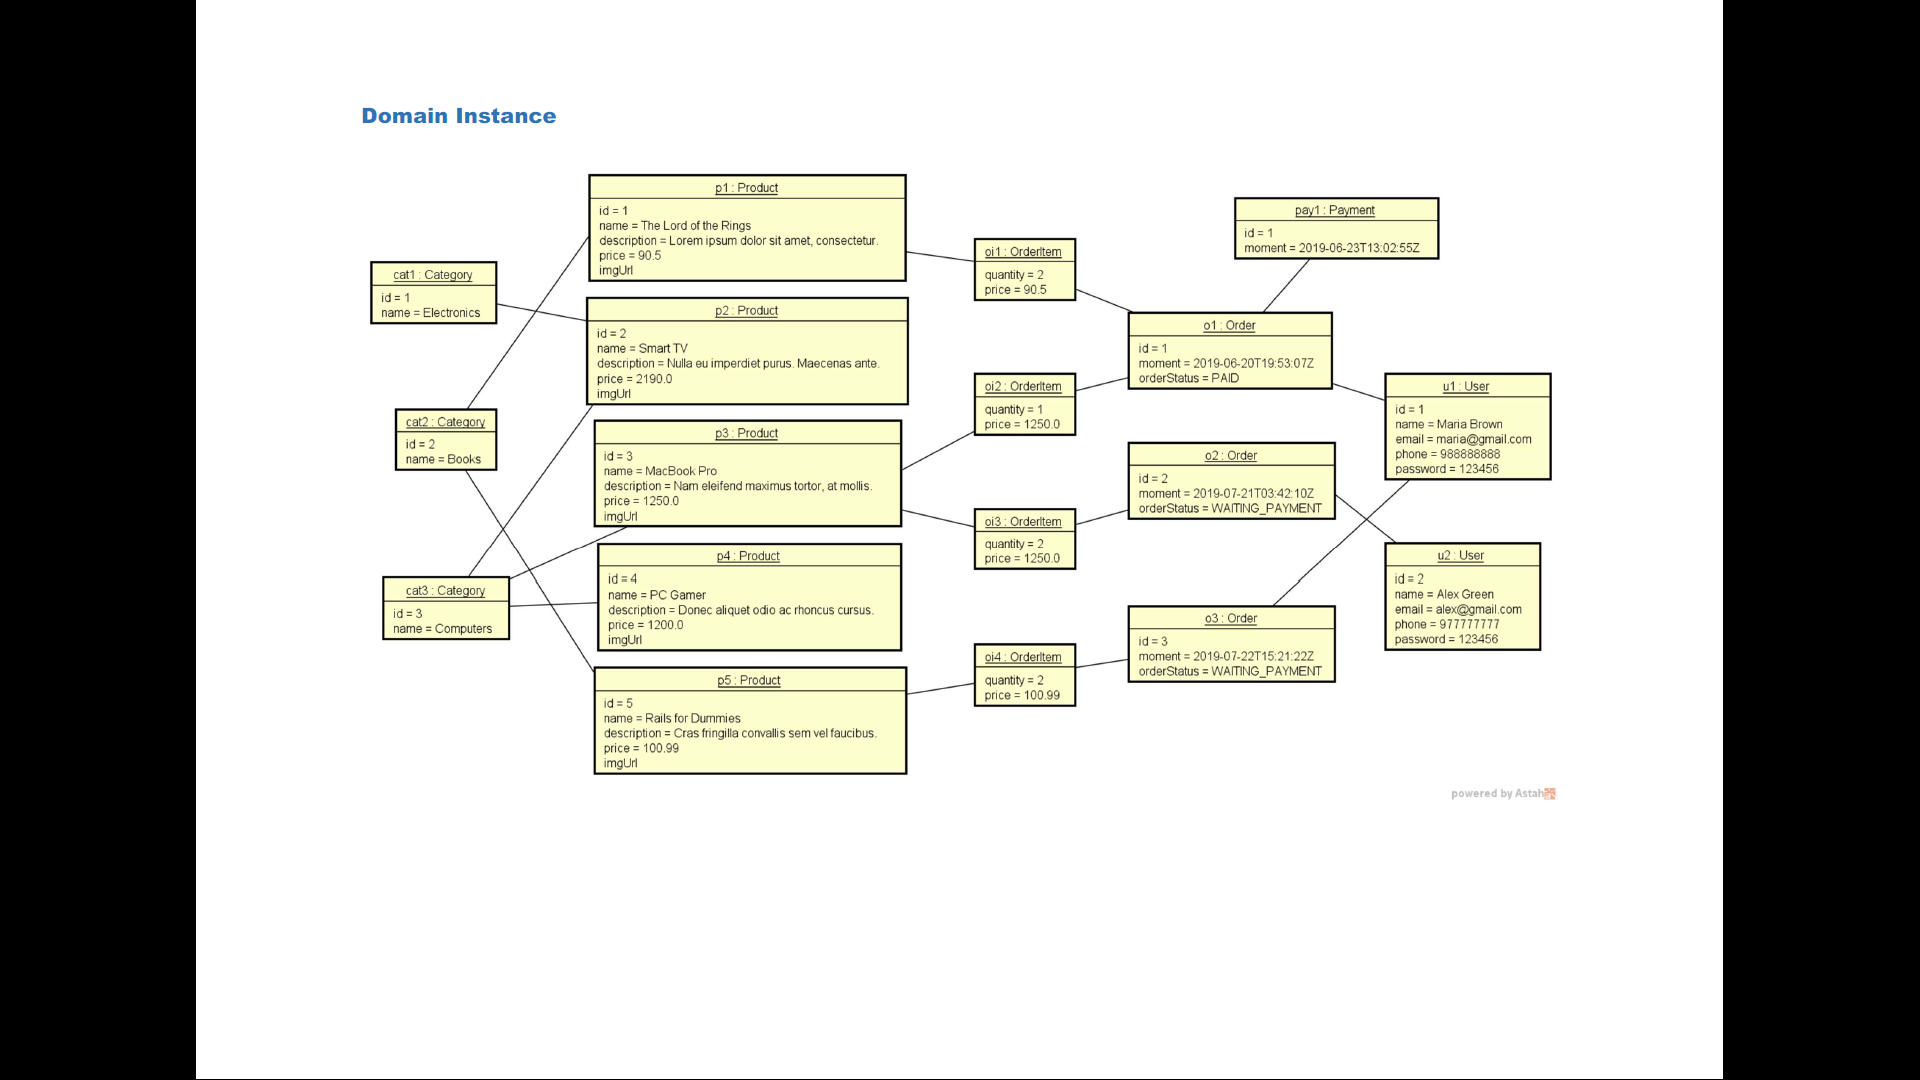 Domain Instance
p1 : Product
id = 1
name = The Lord of the Rings
description = Lorem ipsum dolor sit amet, consectetur.
price = 90.5
imgUrl
pay1 : Payment
id = 1
moment = 2019-06-23T13:02:55Z
oi1 : OrderItem
quantity = 2
price = 90.5
cat1 : Category
id = 1
name = Electronics
p2 : Product
id = 2
name = Smart TV
description = Nulla eu imperdiet purus. Maecenas ante.
price = 2190.0
imgUrl
o1 : Order
id = 1
moment = 2019-06-20T19:53:07Z
orderStatus = PAID
oi2 : OrderItem
quantity = 1
price = 1250.0
u1 : User
id = 1
name = Maria Brown
email = maria@gmail.com
phone = 988888888
password = 123456
cat2 : Category
id = 2
name = Books
p3 : Product
id = 3
name = MacBook Pro
description = Nam eleifend maximus tortor, at mollis.
price = 1250.0
imgUrl
o2 : Order
id = 2
moment = 2019-07-21T03:42:10Z
orderStatus = WAITING_PAYMENT
oi3 : OrderItem
quantity = 2
price = 1250.0
u2 : User
id = 2
name = Alex Green
email = alex@gmail.com
phone = 977777777
password = 123456
p4 : Product
id = 4
name = PC Gamer
description = Donec aliquet odio ac rhoncus cursus.
price = 1200.0
imgUrl
cat3 : Category
id = 3
name = Computers
o3 : Order
id = 3
moment = 2019-07-22T15:21:22Z
orderStatus = WAITING_PAYMENT
oi4 : OrderItem
quantity = 2
price = 100.99
p5 : Product
id = 5
name = Rails for Dummies
description = Cras fringilla convallis sem vel faucibus.
price = 100.99
imgUrl
powered by Astah